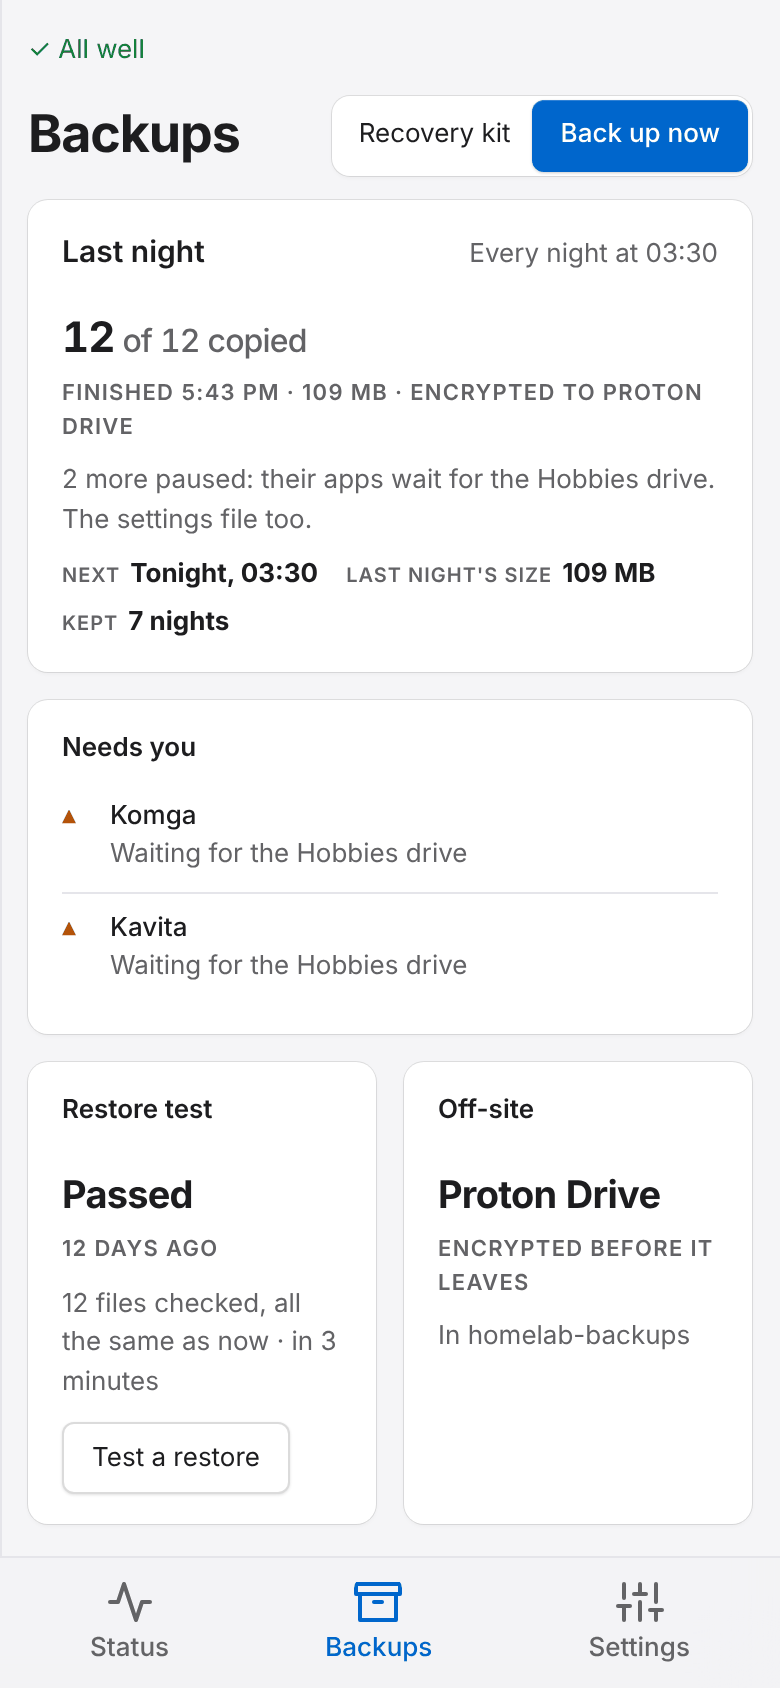 All well
Backups
Recovery kit
Back up now
Last night
Every night at 03:30
12 of 12 copied
FINISHED 5:43 PM · 109 MB · ENCRYPTED TO PROTON
DRIVE
2 more paused: their apps wait for the Hobbies drive.
The settings file too.
NEXT Tonight, 03:30 LAST NIGHT'S SIZE 109 MB
KEPT 7 nights
Needs you
Komga
Waiting for the Hobbies drive
Kavita
Waiting for the Hobbies drive
Restore test
Passed
12 DAYS AGO
12 files checked, all
the same as now · in 3
minutes
Test a restore
Off-site
Proton Drive
ENCRYPTED BEFORE IT
LEAVES
In homelab-backups
Status
Backups
Settings